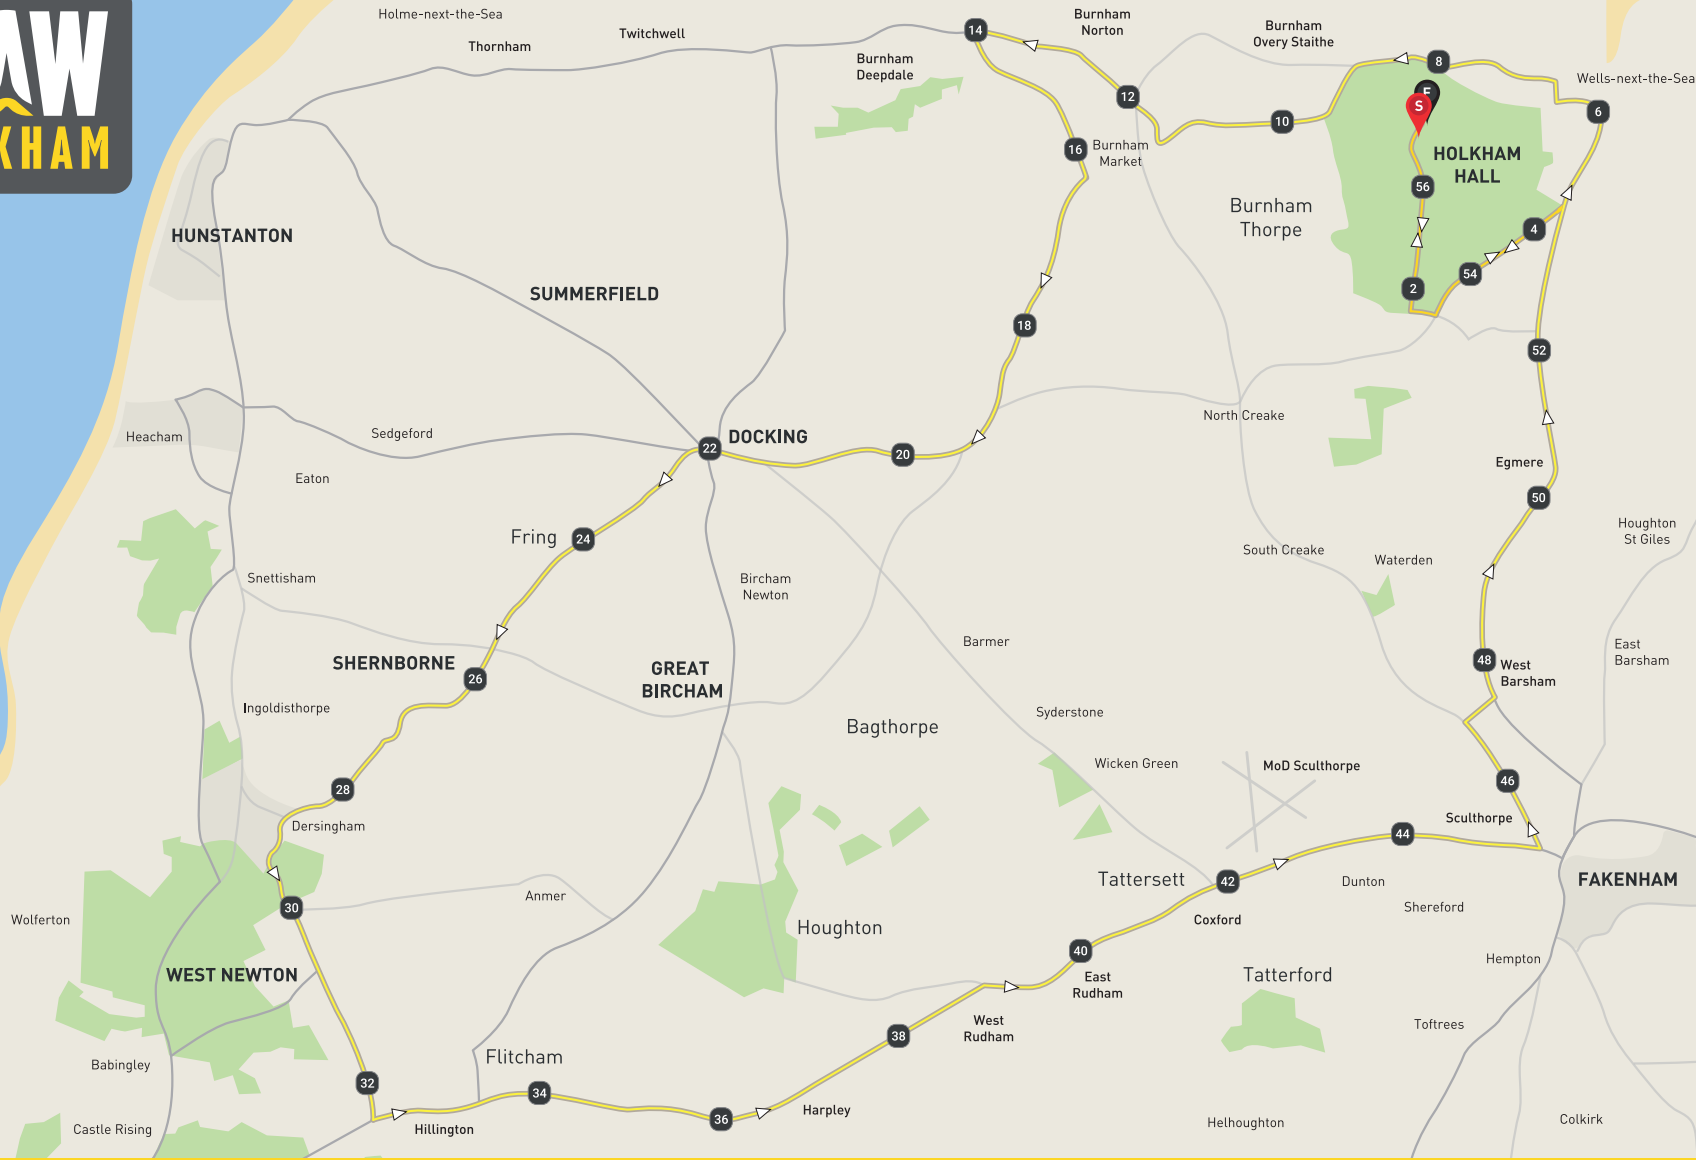 AW
KHAM
Holme-next-the-Sea
Thornham
Twitchwell
Burnham
Deepdale
14
Burnham
Norton
Burnham
Overy Staithe
8
Wells-next-the-Sea
12
10
6
S
16
Burnham
Market
HOLKHAM
HALL
56
Burnham
Thorpe
4
54
2
HUNSTANTON
SUMMERFIELD
18
52
North Creake
Heacham
Sedgeford
22
DOCKING
20
Egmere
Eaton
50
Fring
24
South Creake
Waterden
Houghton
St Giles
Snettisham
Bircham
Newton
Barmer
East
Barsham
SHERNBORNE
26
GREAT
BIRCHAM
48
West
Barsham
Ingoldisthorpe
Bagthorpe
Syderstone
Wicken Green
MoD Sculthorpe
46
28
Dersingham
Sculthorpe
44
Tattersett
42
Dunton
FAKENHAM
Anmer
30
Coxford
Shereford
Wolferton
Houghton
40
East
Rudham
Tatterford
Hempton
WEST NEWTON
West
Rudham
Toftrees
38
Babingley
Flitcham
32
34
36
Harpley
Castle Rising
Hillington
Helhoughton
Colkirk